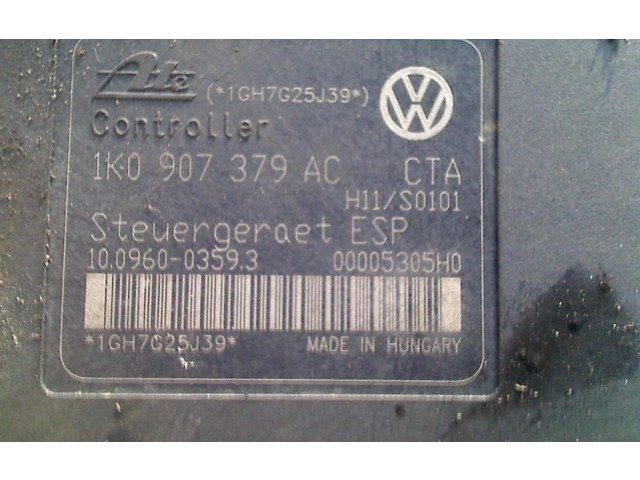 Ate (*1GH7G25J39*)
Controller
1K0 907 379 AC CTA
H11/S0101
Steuergeraet ESP
10.0960-0359.3 00005305H0
*1GH7G25J39* MADE IN HUNGARY